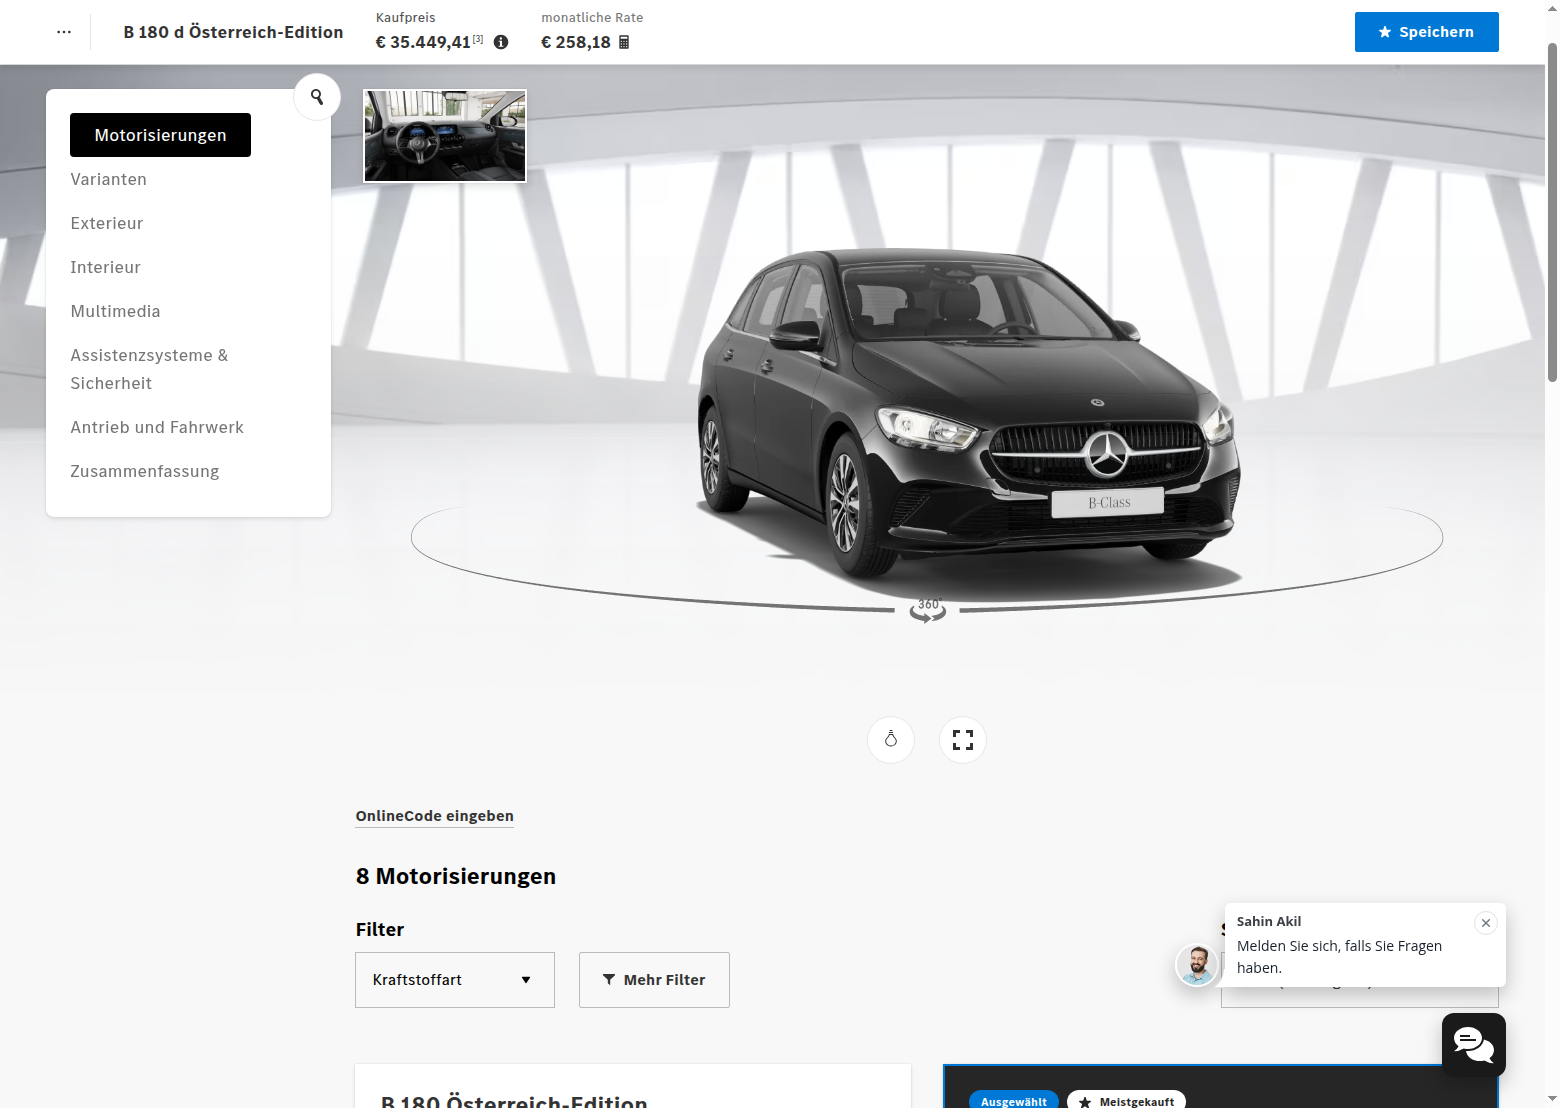 B 180 d Österreich-Edition
Kaufpreis
€ 35.449,41[3]
monatliche Rate
€ 258,18
Speichern
Motorisierungen
Varianten
Exterieur
Interieur
Multimedia
Assistenzsysteme &
Sicherheit
Antrieb und Fahrwerk
Zusammenfassung
B-Class
360°
OnlineCode eingeben
8 Motorisierungen
Filter
Kraftstoffart
Mehr Filter
Sahin Akil
Melden Sie sich, falls Sie Fragen
haben.
B 180 Österreich-Edition
Ausgewählt
Meistgekauft